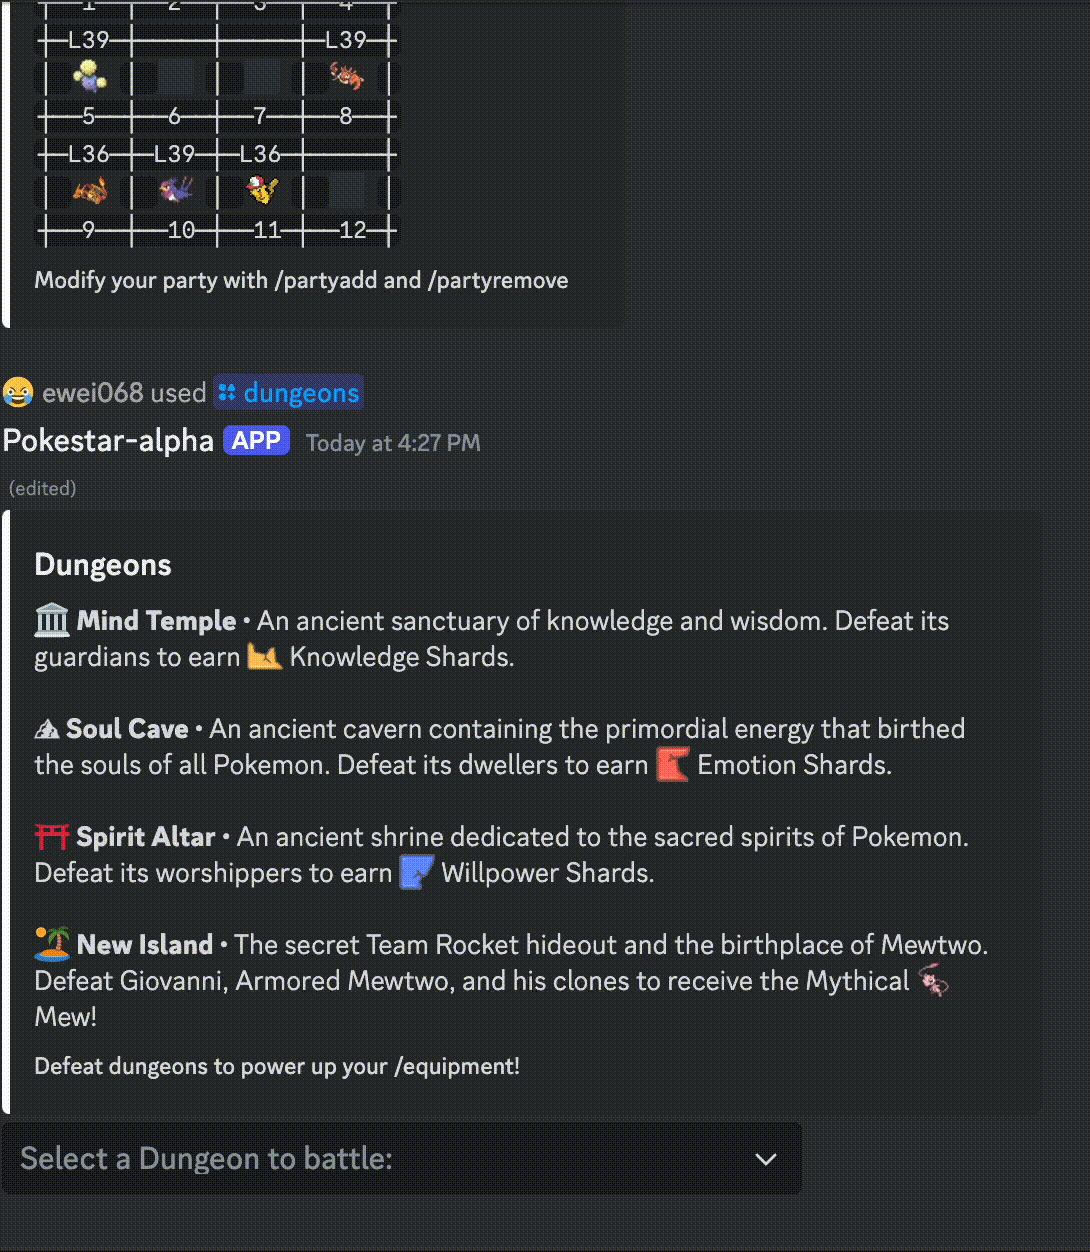 1 2 3 4
L39 L39
5 6 7 8
L36 L39 L36
9 10 11 12
Modify your party with /partyadd and /partyremove
ewei068 used dungeons
Pokestar-alpha APP Today at 4:27 PM
(edited)
Dungeons
Mind Temple • An ancient sanctuary of knowledge and wisdom. Defeat its
guardians to earn Knowledge Shards.
Soul Cave • An ancient cavern containing the primordial energy that birthed
the souls of all Pokemon. Defeat its dwellers to earn Emotion Shards.
Spirit Altar • An ancient shrine dedicated to the sacred spirits of Pokemon.
Defeat its worshippers to earn Willpower Shards.
New Island • The secret Team Rocket hideout and the birthplace of Mewtwo.
Defeat Giovanni, Armored Mewtwo, and his clones to receive the Mythical
Mew!
Defeat dungeons to power up your /equipment!
Select a Dungeon to battle: